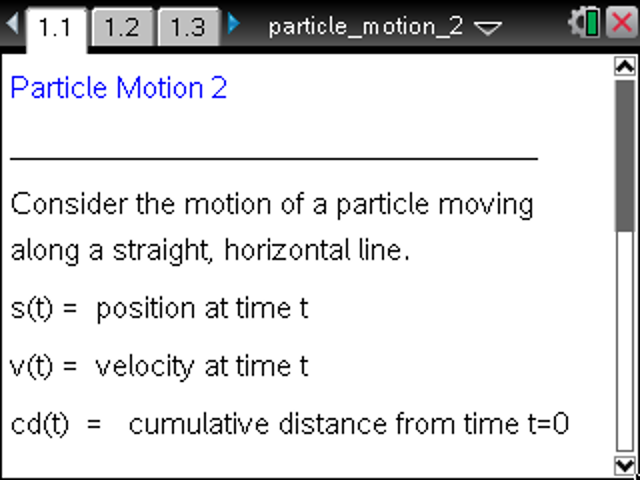 1.1 1.2 1.3 particle_motion_2
Particle Motion 2
Consider the motion of a particle moving
along a straight, horizontal line.
s(t) = position at time t
v(t) = velocity at time t
cd(t) = cumulative distance from time t=0